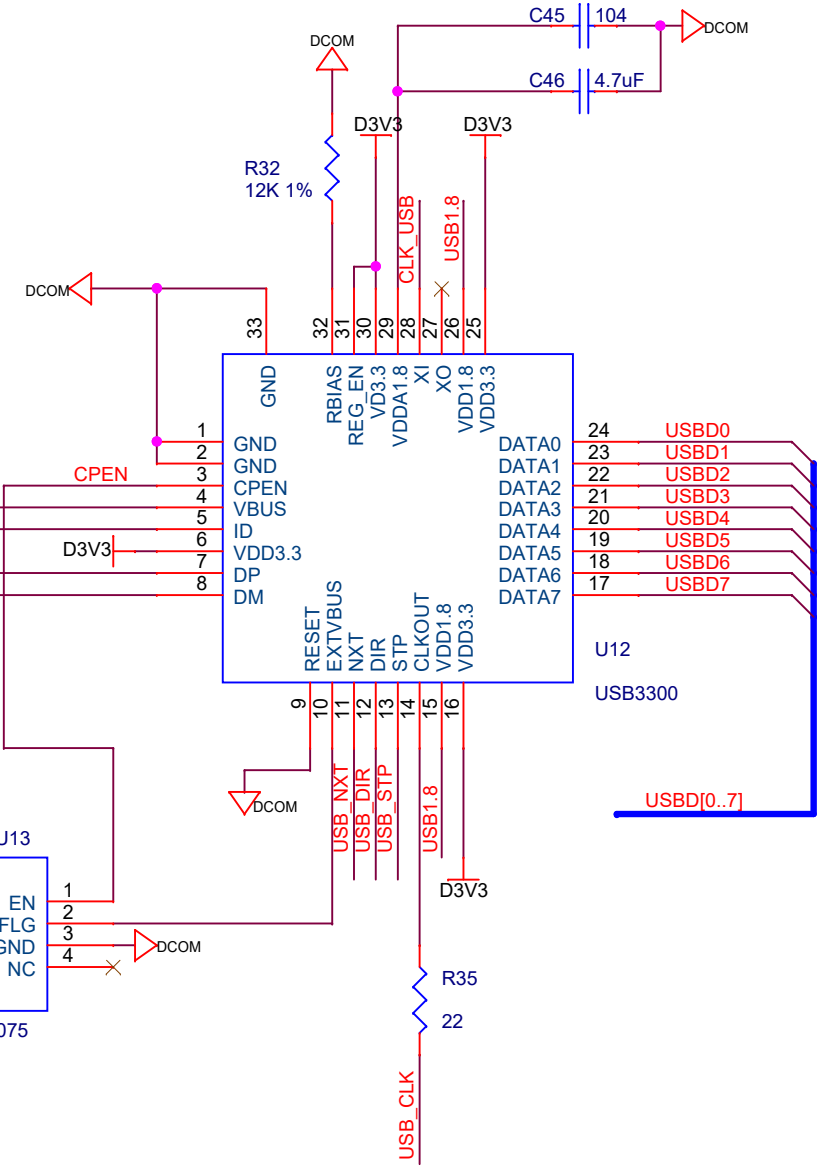 C45 104
DCOM
DCOM
C46 4.7uF
D3V3 D3V3
R32
12K 1%
CLK_USB
USB1.8
DCOM
33
32
31
30
29
28
27
26
25
GND
RBIAS
REG_EN
VD3.3
VDDA1.8
XI
XO
VDD1.8
VDD3.3
1 GND
2 GND
CPEN 3 CPEN
4 VBUS
5 ID
D3V3 6 VDD3.3
7 DP
8 DM
DATA0 24 USBD0
DATA1 23 USBD1
DATA2 22 USBD2
DATA3 21 USBD3
DATA4 20 USBD4
DATA5 19 USBD5
DATA6 18 USBD6
DATA7 17 USBD7
RESET
EXTVBUS
NXT
DIR
STP
CLKOUT
VDD1.8
VDD3.3
U12
USB3300
9
10
11
12
13
14
15
16
DCOM
USB_NXT
USB_DIR
USB_STP
USB1.8
D3V3
USBD[0..7]
U13
EN 1
FLG 2
GND 3 DCOM
NC 4
075
R35
22
USB_CLK